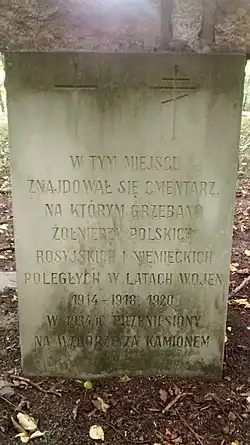 W TYM MIEJSCU
ZNAJDOWAŁ SIĘ CMENTARZ,
NA KTÓRYM GRZEBANO
ŻOŁNIERZY POLSKICH
ROSYJSKICH I NIEMIECKICH
POLEGŁYCH W LATACH WOJEN
1914-1918, 1920.
W 1934 R. PRZENIESIONY
NA WZGÓRZE ZA KAMIONEM